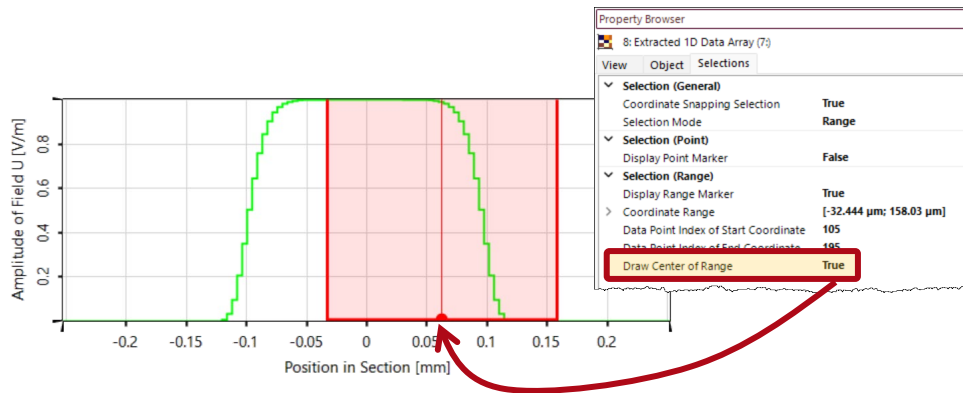 Property Browser
8: Extracted 1D Data Array (7:)
View Object Selections
Selection (General)
Coordinate Snapping Selection True
Selection Mode Range
Selection (Point)
Display Point Marker False
Selection (Range)
Display Range Marker True
Coordinate Range [-32.444 µm; 158.03 µm]
Data Point Index of Start Coordinate 105
Data Point Index of End Coordinate 195
Draw Center of Range True
Amplitude of Field U [V/m]
0.8
0.6
0.4
0.2
-0.2 -0.15 -0.1 -0.05 0 0.05 0.1 0.15 0.2
Position in Section [mm]